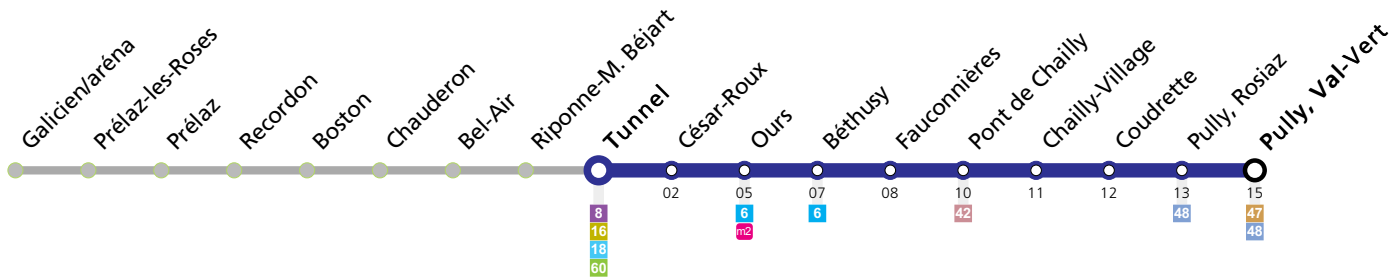 Galicien/aréna
Prélaz-les-Roses
Prélaz
Recordon
Boston
Chauderon
Bel-Air
Riponne-M. Béjart
Tunnel
César-Roux
Ours
Béthusy
Fauconnières
Pont de Chailly
Chailly-Village
Coudrette
Pully, Rosiaz
Pully, Val-Vert
02
05
07
08
10
11
12
13
15
8
6
6
42
48
47
16
m2
48
18
60